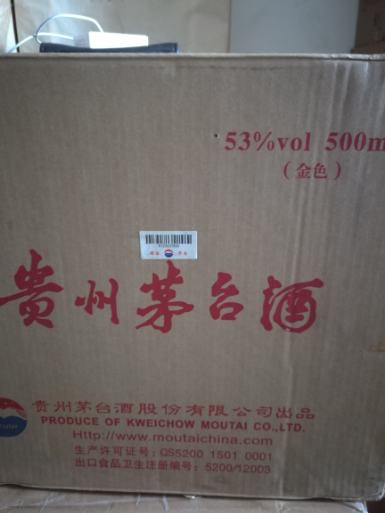 53%vol 500m
（金色）
贵州茅台酒
贵州茅台酒股份有限公司出品
PRODUCE OF KWEICHOW MOUTAI CO.,LTD.
Http://www.moutaichina.com
生产许可证号：QS5200 1501 0001
出口食品卫生注册编号：5200/12003